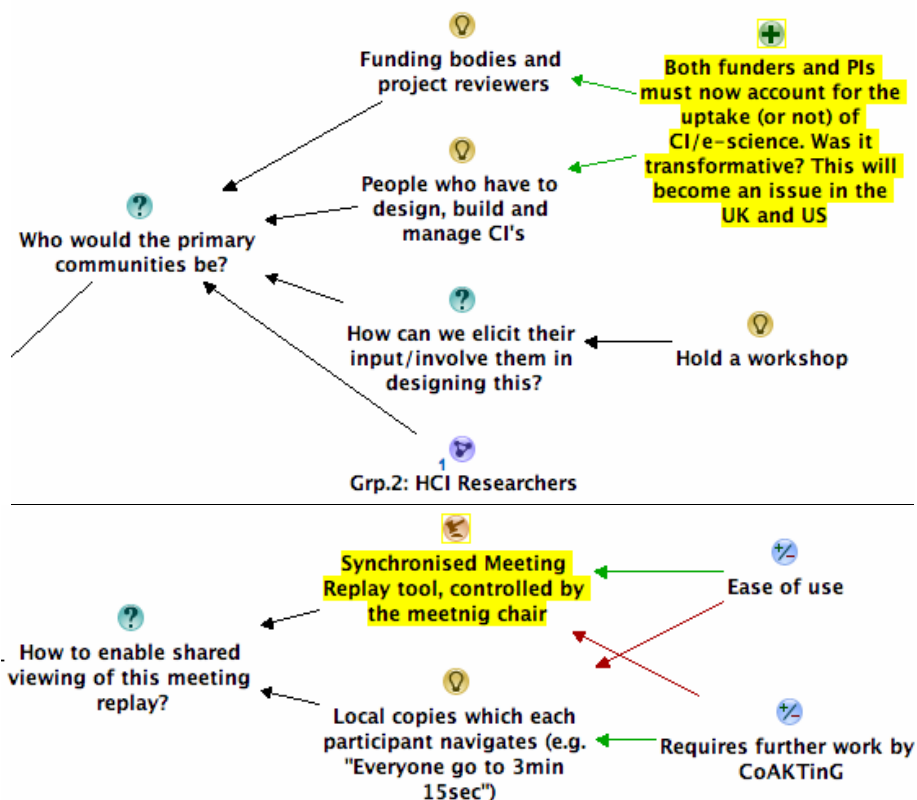 Funding bodies and
project reviewers
Both funders and PIs
must now account for the
uptake (or not) of
CI/e-science. Was it
transformative? This will
become an issue in the
UK and US
People who have to
design, build and
manage CI's
Who would the primary
communities be?
How can we elicit their
input/involve them in
designing this?
Hold a workshop
1
Grp.2: HCI Researchers
Synchronised Meeting
Replay tool, controlled by
the meetnig chair
Ease of use
How to enable shared
viewing of this meeting
replay?
Local copies which each
participant navigates (e.g.
"Everyone go to 3min
15sec")
Requires further work by
CoAKTinG